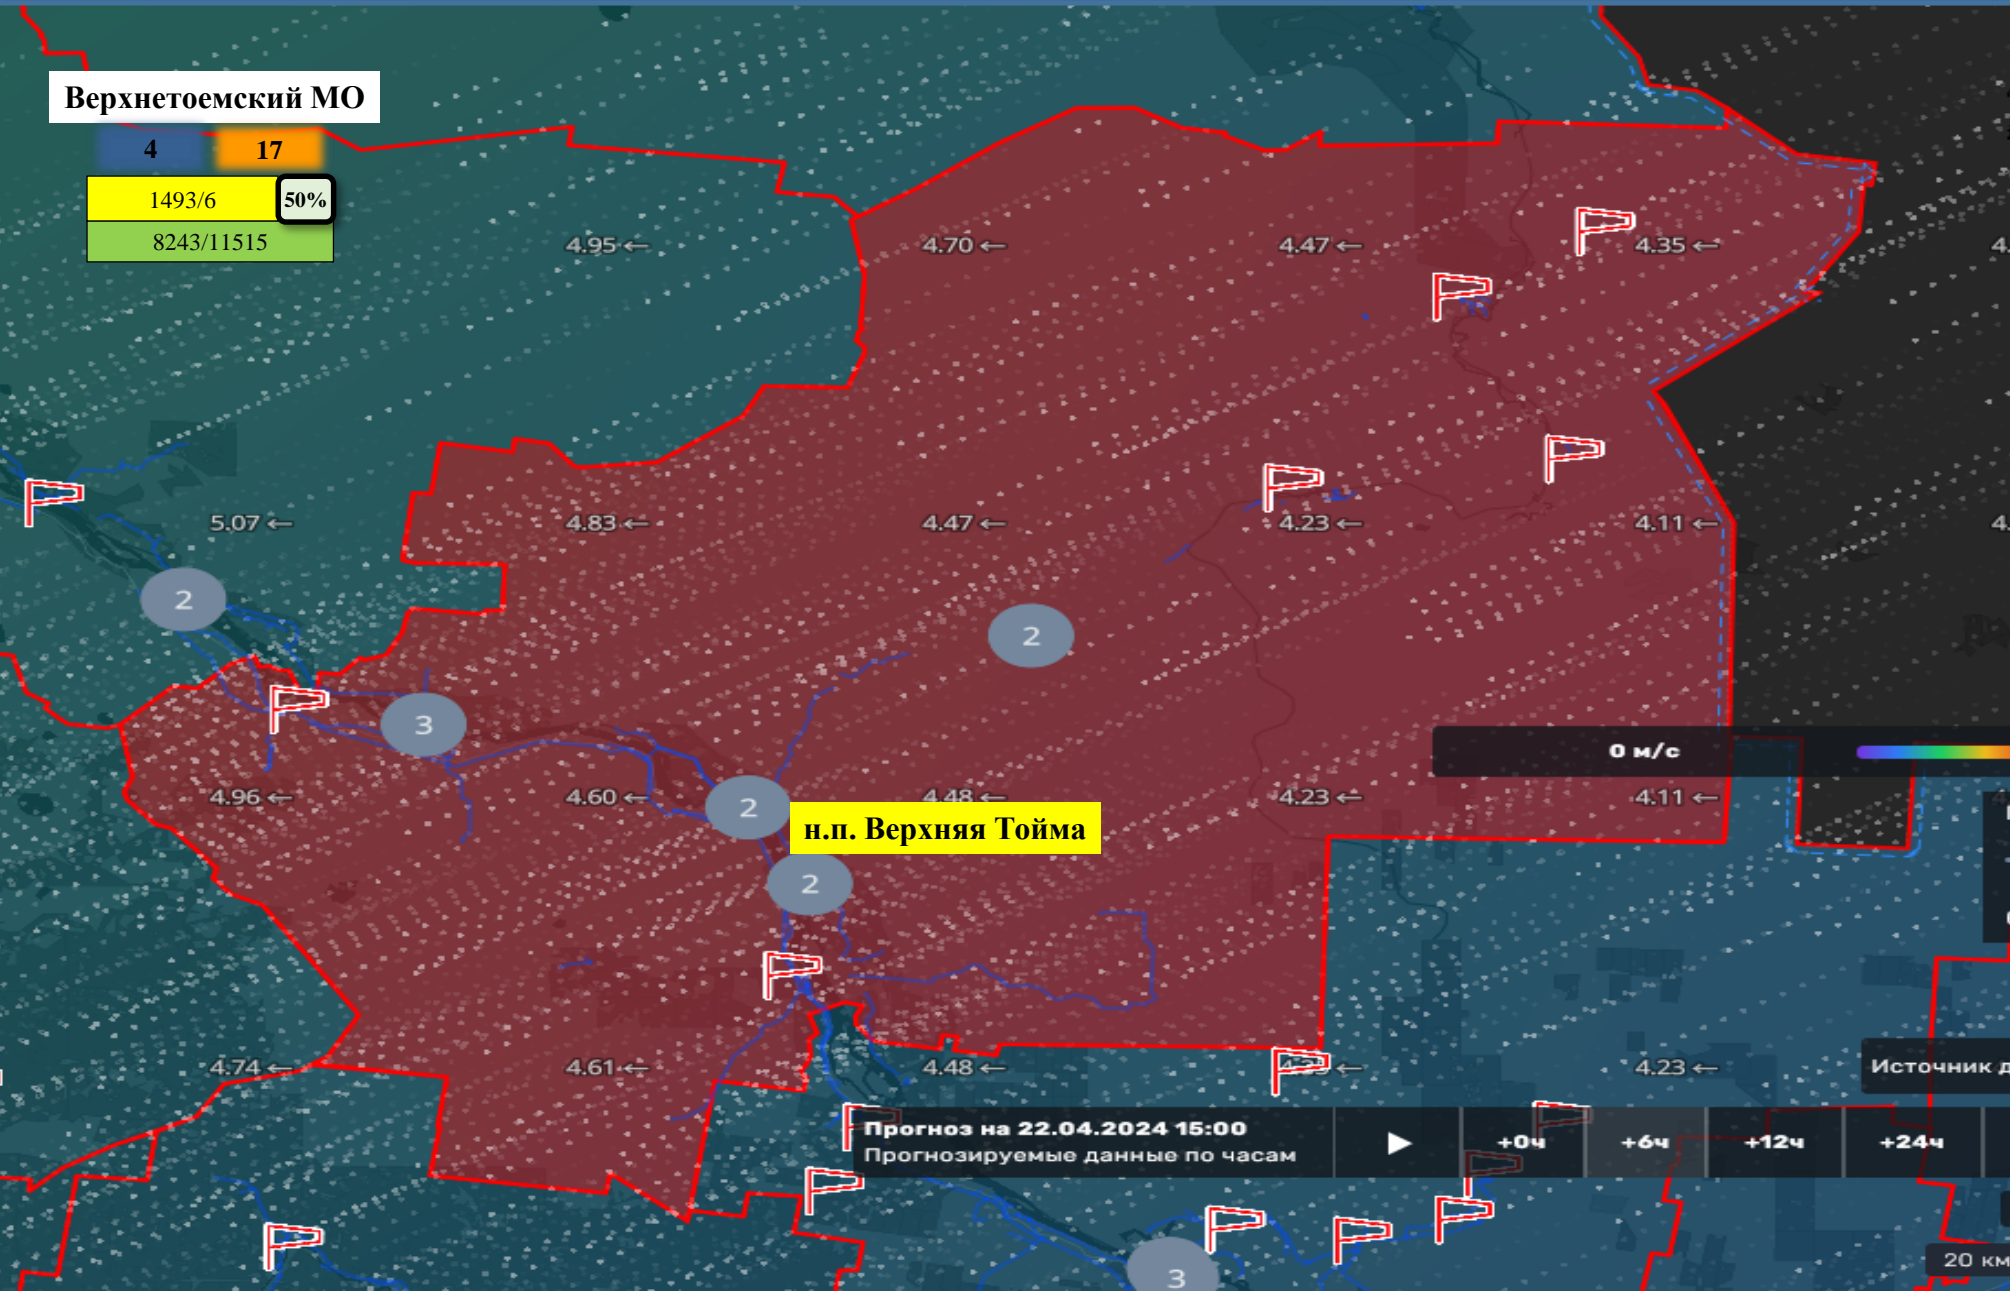 Верхнетоемский МО
4 17
1493/6 50%
8243/11515
4.95 ← 4.70 ← 4.47 ← 4.35 ←
5.07 ← 4.83 ← 4.47 ← 4.23 ← 4.11 ←
2
2
3
0 м/с
4.96 ← 4.60 ← 4.48 ← 4.23 ← 4.11 ←
2
н.п. Верхняя Тойма
2
4.74 ← 4.61 ← 4.48 ← 4.23 ←
Источник д
Прогноз на 22.04.2024 15:00
Прогнозируемые данные по часам
+0ч +6ч +12ч +24ч
20 км
3